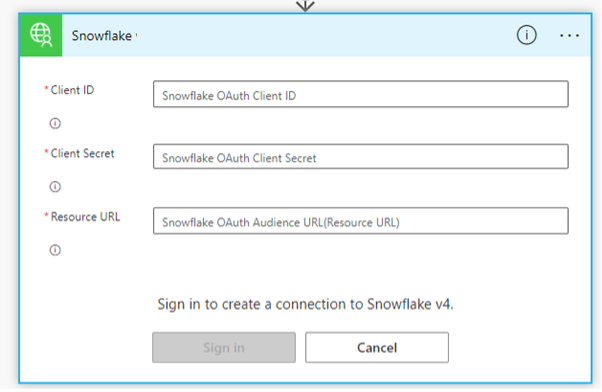 Snowflake
* Client ID
Snowflake OAuth Client ID
* Client Secret
Snowflake OAuth Client Secret
* Resource URL
Snowflake OAuth Audience URL(Resource URL)
Sign in to create a connection to Snowflake v4.
Sign in
Cancel